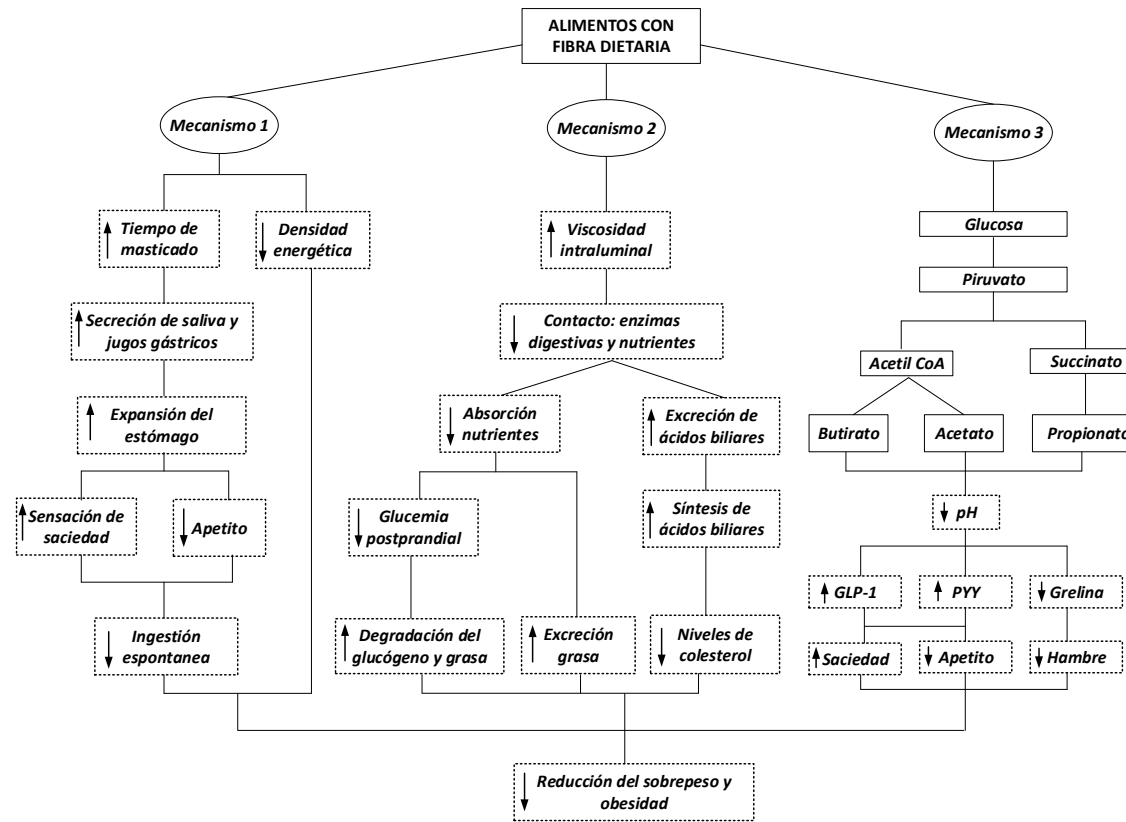 ALIMENTOS CON
FIBRA DIETARIA
Mecanismo 1
Mecanismo 2
Mecanismo 3
Tiempo de
masticado
Densidad
energética
Secreción de saliva y
jugos gástricos
Expansión del
estómago
Sensación de
saciedad
Apetito
Ingestión
espontanea
Viscosidad
intraluminal
Contacto: enzimas
digestivas y nutrientes
Absorción
nutrientes
Excreción de
ácidos biliares
Glucemia
postprandial
Síntesis de
ácidos biliares
Degradación del
glucógeno y grasa
Excreción
grasa
Niveles de
colesterol
Glucosa
Piruvato
Acetil CoA
Succinato
Butirato
Acetato
Propionato
pH
GLP-1
PYY
Grelina
Saciedad
Apetito
Hambre
Reducción del sobrepeso y
obesidad